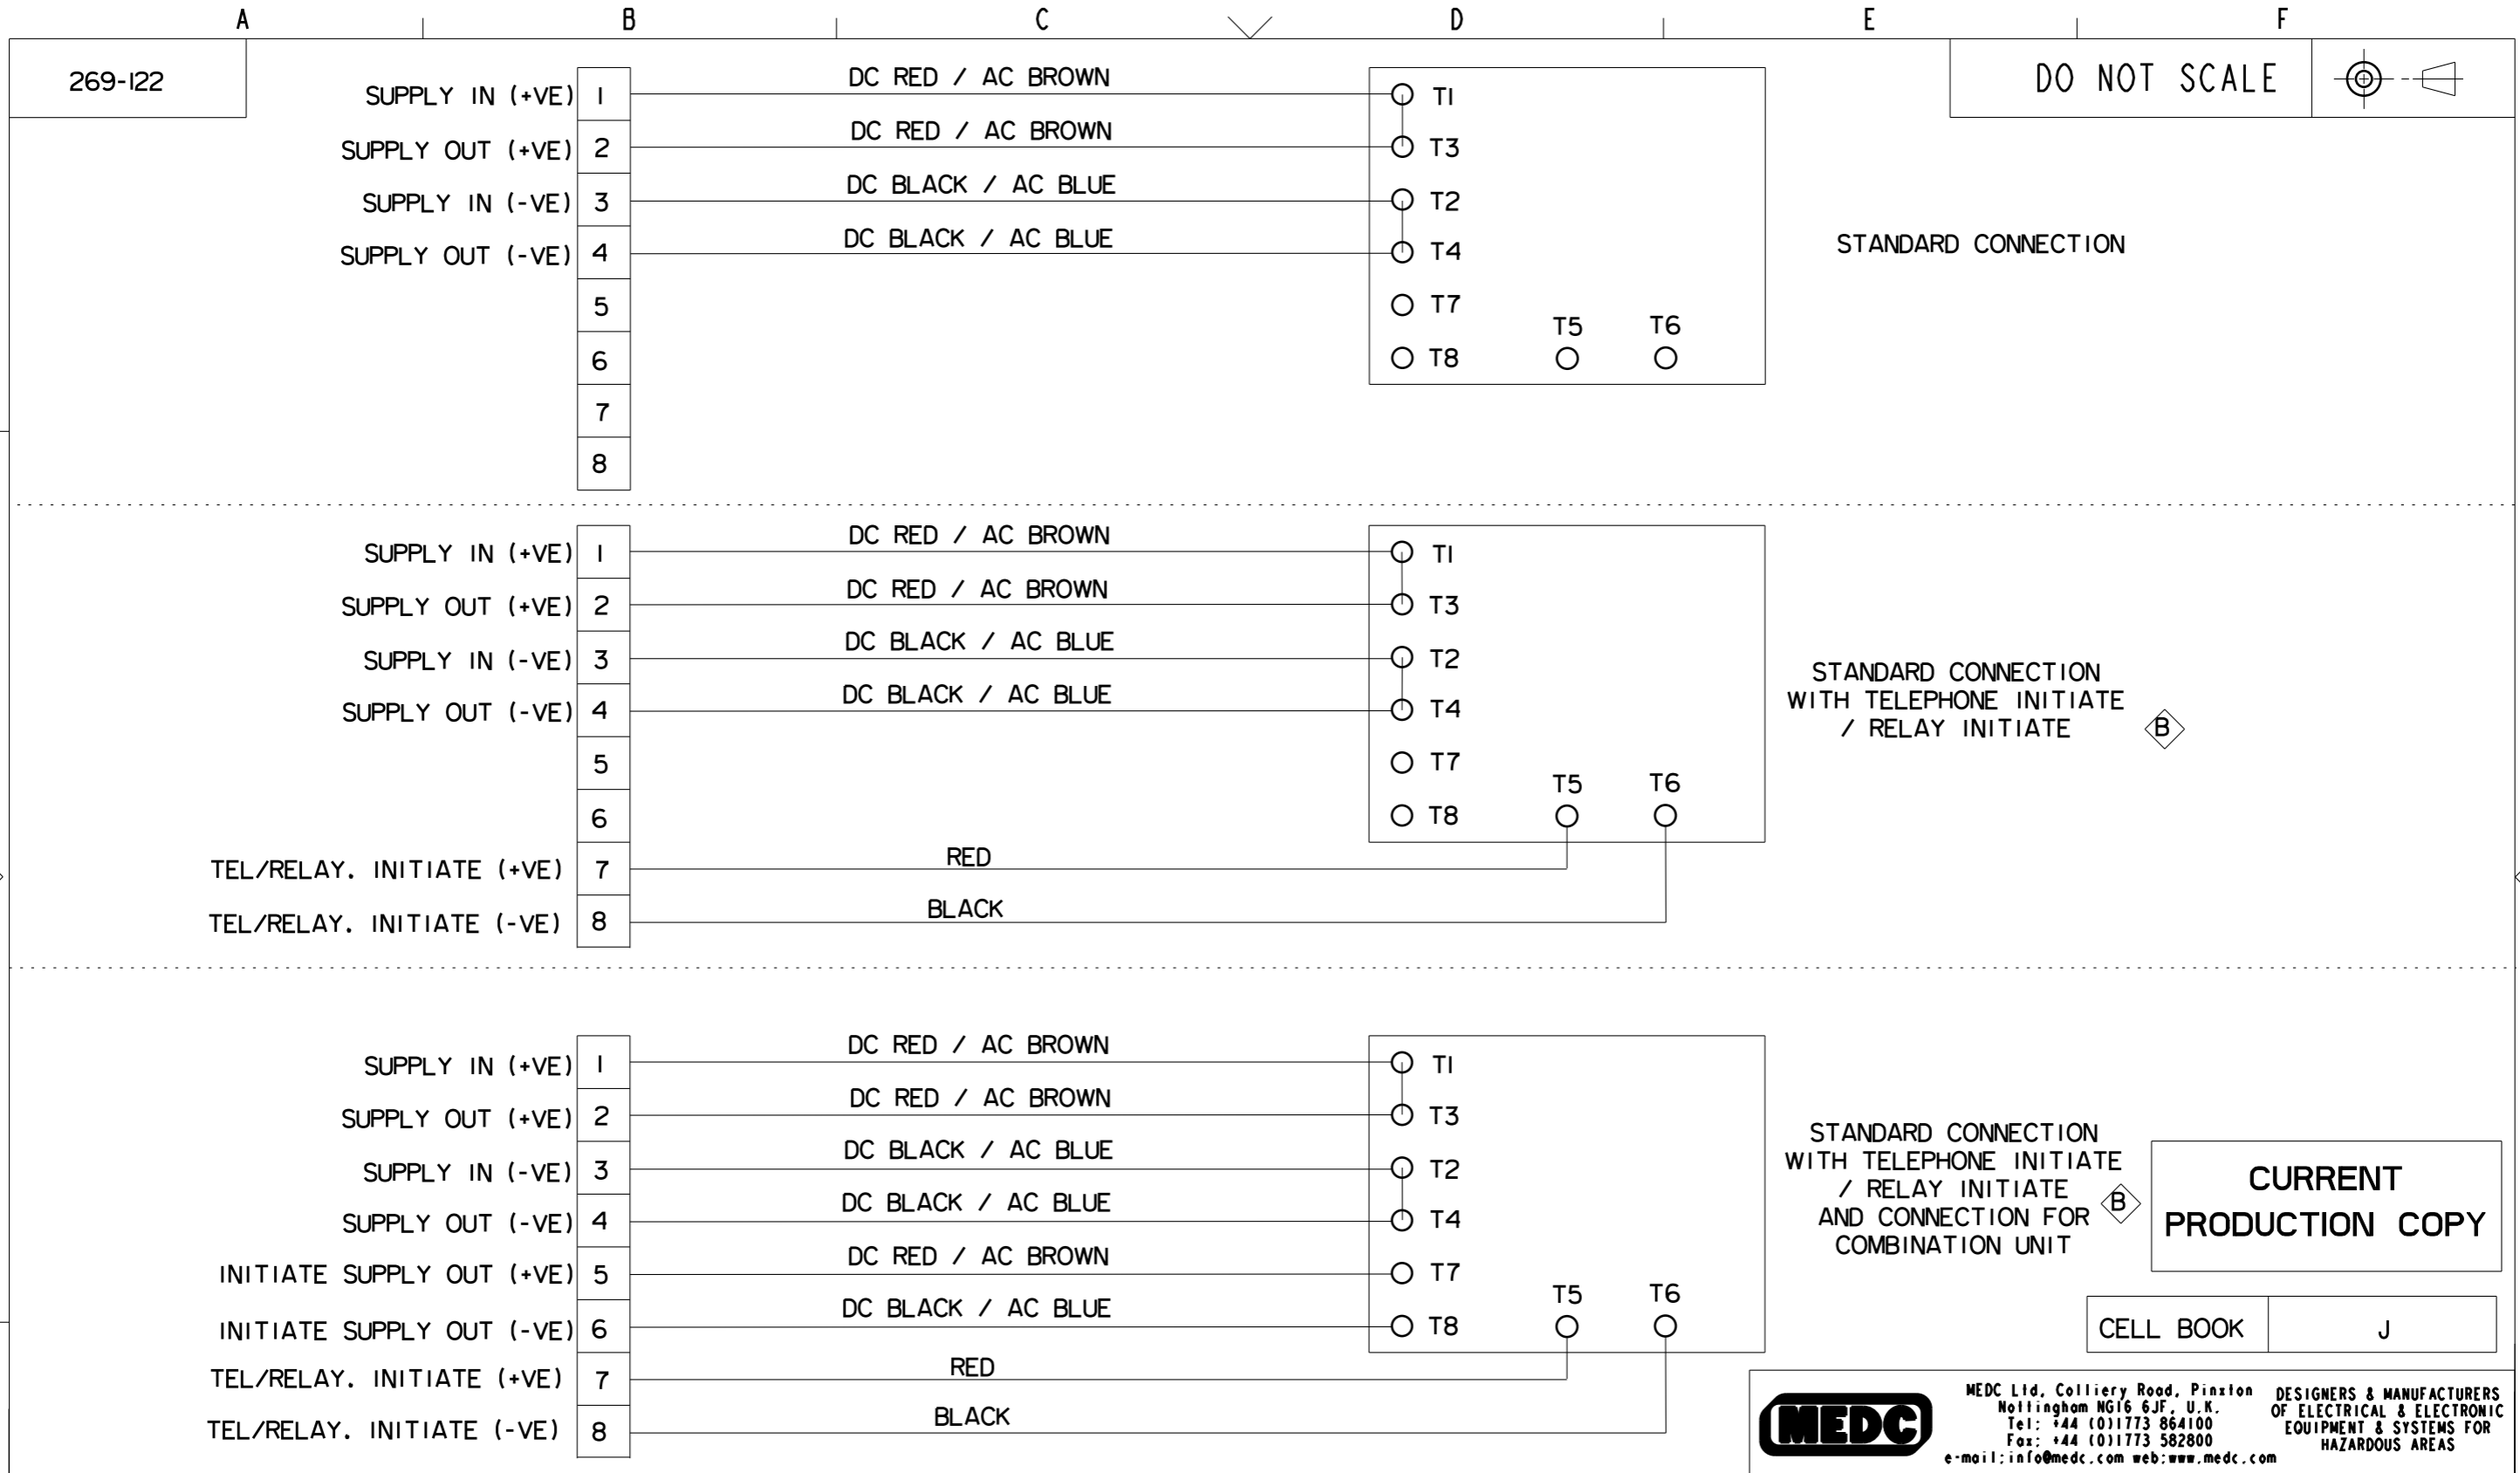 A B C D E F
269-122
DO NOT SCALE
SUPPLY IN (+VE) 1 DC RED / AC BROWN T1
SUPPLY OUT (+VE) 2 DC RED / AC BROWN T3
SUPPLY IN (-VE) 3 DC BLACK / AC BLUE T2
SUPPLY OUT (-VE) 4 DC BLACK / AC BLUE T4
5 T7
6 T8 T5 T6
7
8
STANDARD CONNECTION
SUPPLY IN (+VE) 1 DC RED / AC BROWN T1
SUPPLY OUT (+VE) 2 DC RED / AC BROWN T3
SUPPLY IN (-VE) 3 DC BLACK / AC BLUE T2
SUPPLY OUT (-VE) 4 DC BLACK / AC BLUE T4
5 T7
6 T8 T5 T6
TEL/RELAY. INITIATE (+VE) 7 RED
TEL/RELAY. INITIATE (-VE) 8 BLACK
STANDARD CONNECTION
WITH TELEPHONE INITIATE
/ RELAY INITIATE B
SUPPLY IN (+VE) 1 DC RED / AC BROWN T1
SUPPLY OUT (+VE) 2 DC RED / AC BROWN T3
SUPPLY IN (-VE) 3 DC BLACK / AC BLUE T2
SUPPLY OUT (-VE) 4 DC BLACK / AC BLUE T4
INITIATE SUPPLY OUT (+VE) 5 DC RED / AC BROWN T7
INITIATE SUPPLY OUT (-VE) 6 DC BLACK / AC BLUE T8 T5 T6
TEL/RELAY. INITIATE (+VE) 7 RED
TEL/RELAY. INITIATE (-VE) 8 BLACK
STANDARD CONNECTION
WITH TELEPHONE INITIATE
/ RELAY INITIATE B
AND CONNECTION FOR
COMBINATION UNIT
CURRENT
PRODUCTION COPY
CELL BOOK J
MEDC
MEDC Ltd, Colliery Road, Pinxton
Nottingham NG16 6JF, U.K.
Tel: +44 (0)1773 864100
Fax: +44 (0)1773 582800
e-mail:info@medc.com web:www.medc.com
DESIGNERS & MANUFACTURERS
OF ELECTRICAL & ELECTRONIC
EQUIPMENT & SYSTEMS FOR
HAZARDOUS AREAS